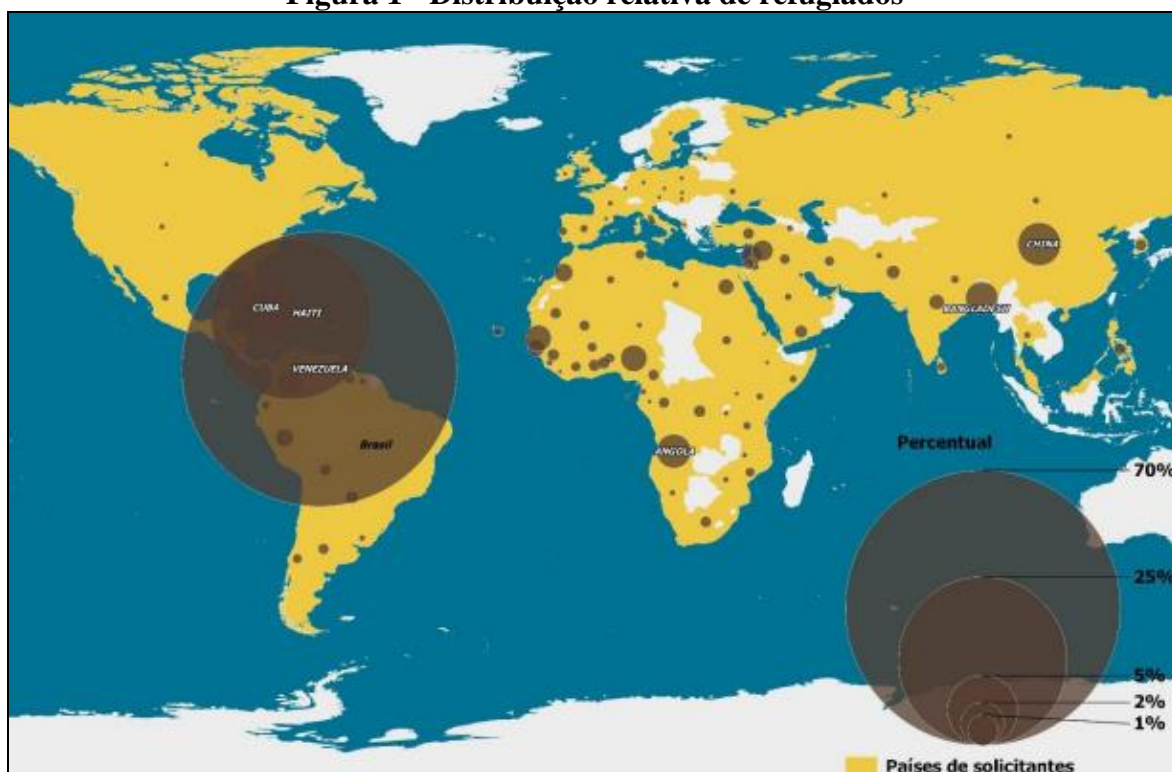 Figura 1 - Distribuição relativa de refugiados
CHINA
CUBA
HAITI
BANGLADESH
VENEZUELA
Brasil
ANGOLA
Percentual
70%
25%
5%
2%
1%
Países de solicitantes